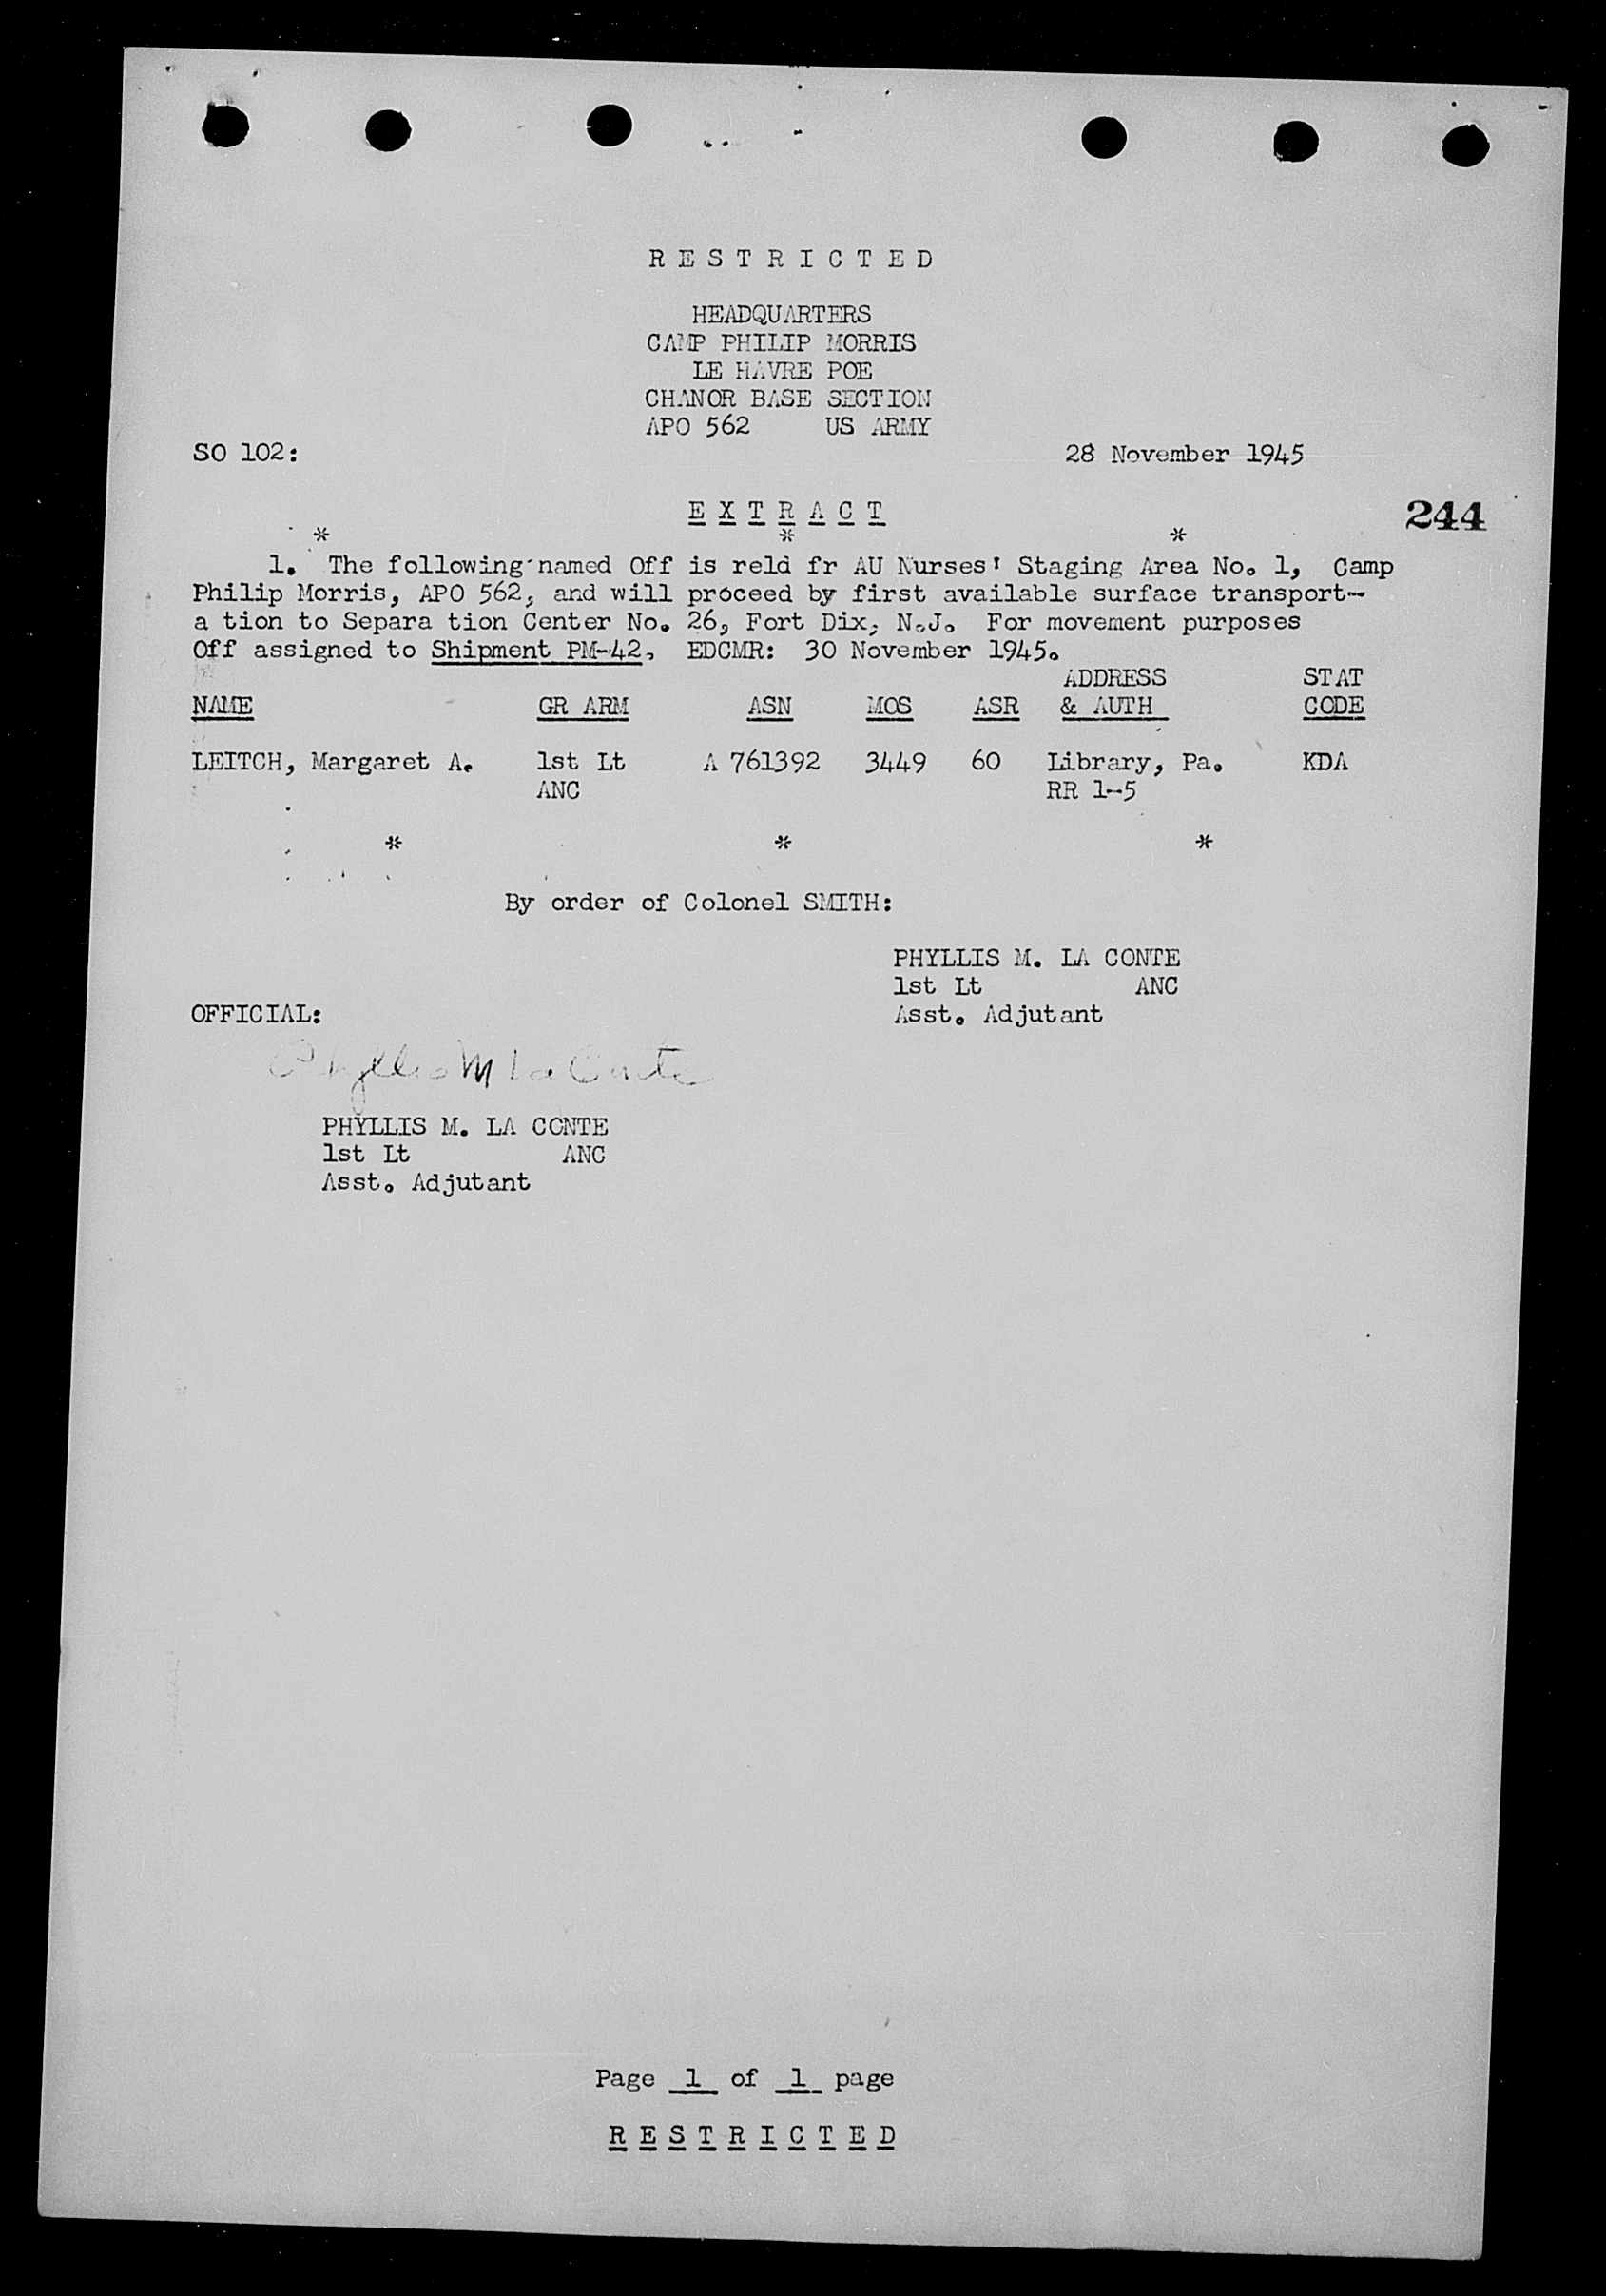 R E S T R I C T E D
HEADQUARTERS
CAMP PHILIP MORRIS
LE HAVRE POE
CHANOR BASE SECTION
APO 562 US ARMY
SO 102: 28 November 1945
E X T R A C T
244
* * *
1. The following named Off is reld fr AU Nurses' Staging Area No. 1, Camp
Philip Morris, APO 562, and will proceed by first available surface transport-
a tion to Separa tion Center No. 26, Fort Dix, N.J. For movement purposes
Off assigned to Shipment PM-42, EDCMR: 30 November 1945.
ADDRESS STAT
NAME GR ARM ASN MOS ASR & AUTH CODE
LEITCH, Margaret A. 1st Lt A 761392 3449 60 Library, Pa. KDA
ANC RR 1-5
* * *
By order of Colonel SMITH:
PHYLLIS M. LA CONTE
1st Lt ANC
OFFICIAL: Asst. Adjutant
Phyllis M La Conte
PHYLLIS M. LA CONTE
1st Lt ANC
Asst. Adjutant
Page 1 of 1 page
R E S T R I C T E D